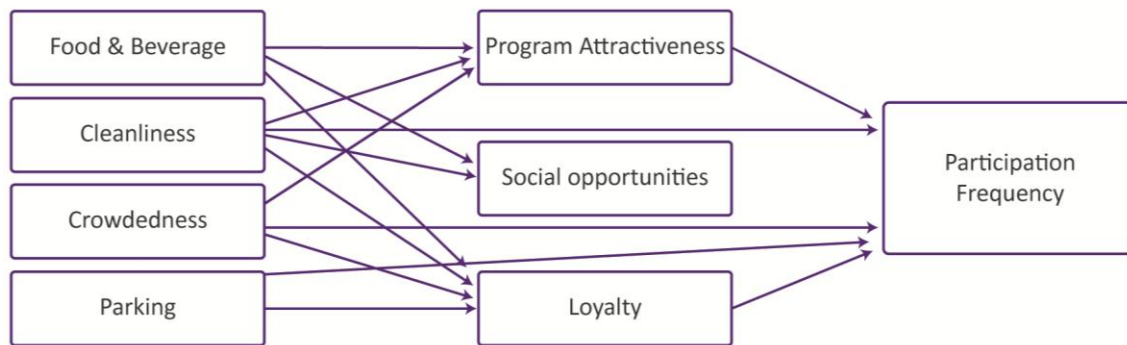 Food & Beverage
Cleanliness
Crowdedness
Parking
Program Attractiveness
Social opportunities
Loyalty
Participation
Frequency